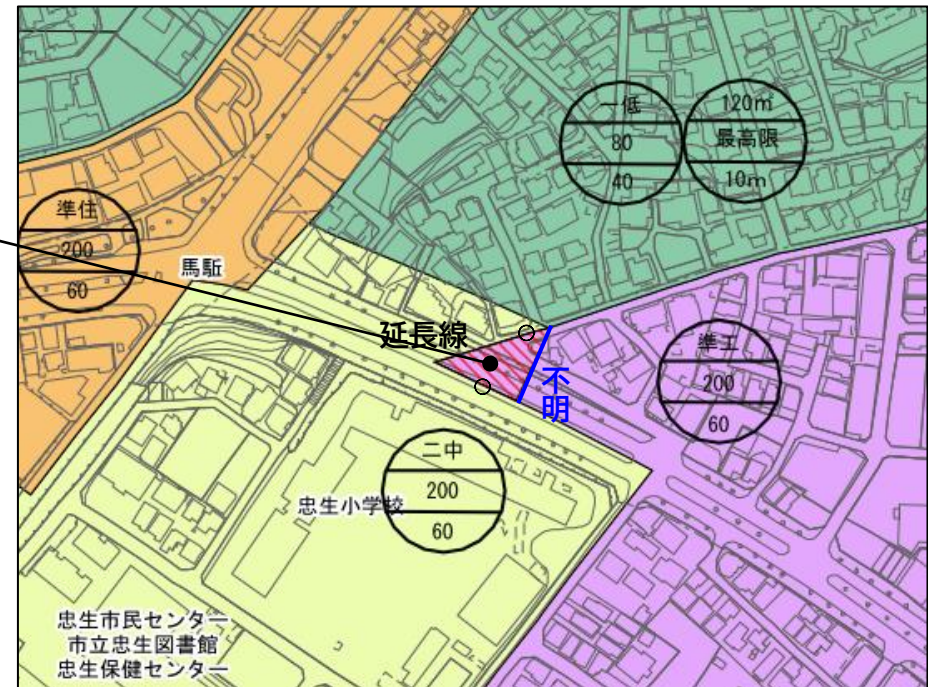 一低
80
40
120m
最高限
10m
準住
200
60
馬駈
延長線
不明
準工
200
60
二中
200
60
忠生小学校
忠生市民センター
市立忠生図書館
忠生保健センター